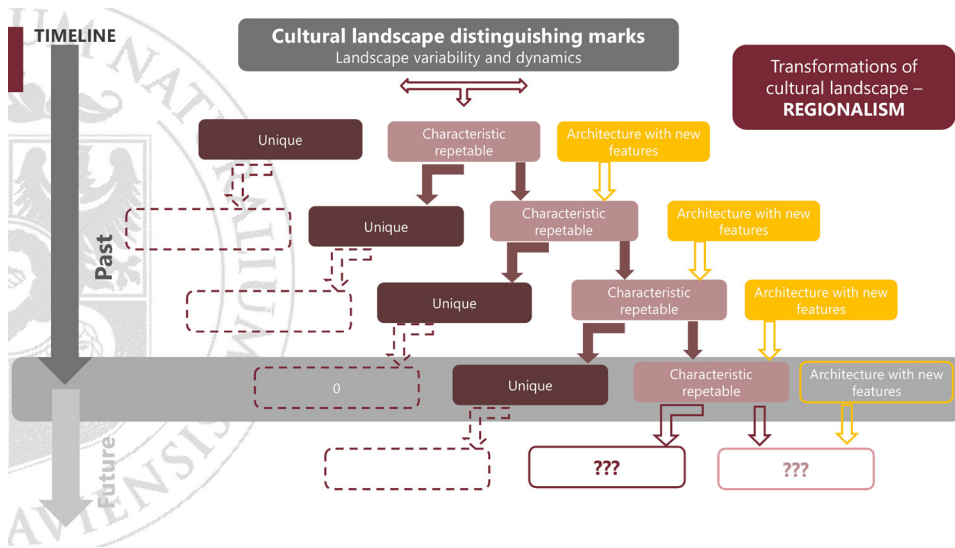 TIMELINE
Cultural landscape distinguishing marks
Landscape variability and dynamics
Transformations of
cultural landscape –
REGIONALISM
Unique
Characteristic
repetable
Architecture with new
features
Unique
Characteristic
repetable
Architecture with new
features
Past
Unique
Characteristic
repetable
Architecture with new
features
0
Unique
Characteristic
repetable
Architecture with new
features
Future
???
???